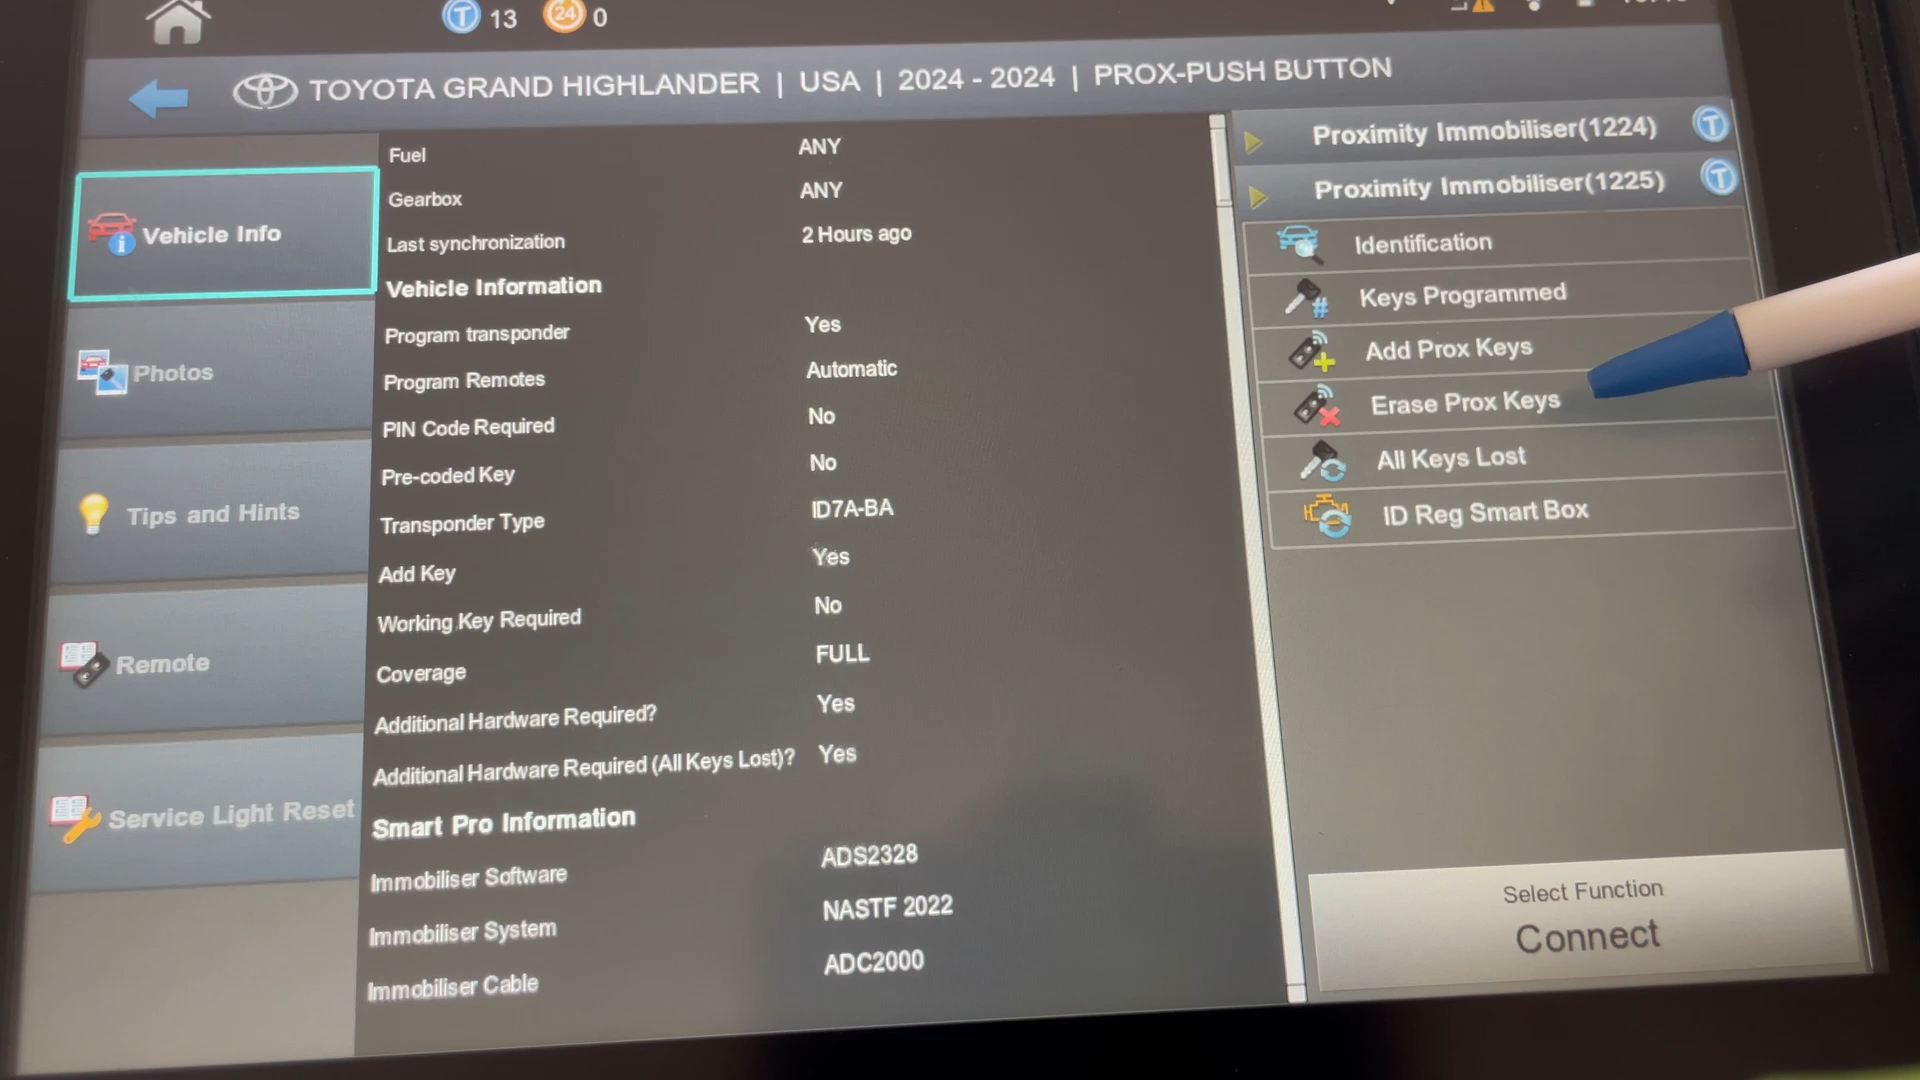 T 13 24 0
TOYOTA GRAND HIGHLANDER | USA | 2024 - 2024 | PROX-PUSH BUTTON
Vehicle Info
Photos
Tips and Hints
Remote
Service Light Reset
Fuel ANY
Gearbox ANY
Last synchronization 2 Hours ago
Vehicle Information
Program transponder Yes
Program Remotes Automatic
PIN Code Required No
Pre-coded Key No
Transponder Type ID7A-BA
Add Key Yes
Working Key Required No
Coverage FULL
Additional Hardware Required? Yes
Additional Hardware Required (All Keys Lost)? Yes
Smart Pro Information
Immobiliser Software ADS2328
Immobiliser System NASTF 2022
Immobiliser Cable ADC2000
Proximity Immobiliser(1224) T
Proximity Immobiliser(1225) T
Identification
Keys Programmed
Add Prox Keys
Erase Prox Keys
All Keys Lost
ID Reg Smart Box
Select Function
Connect